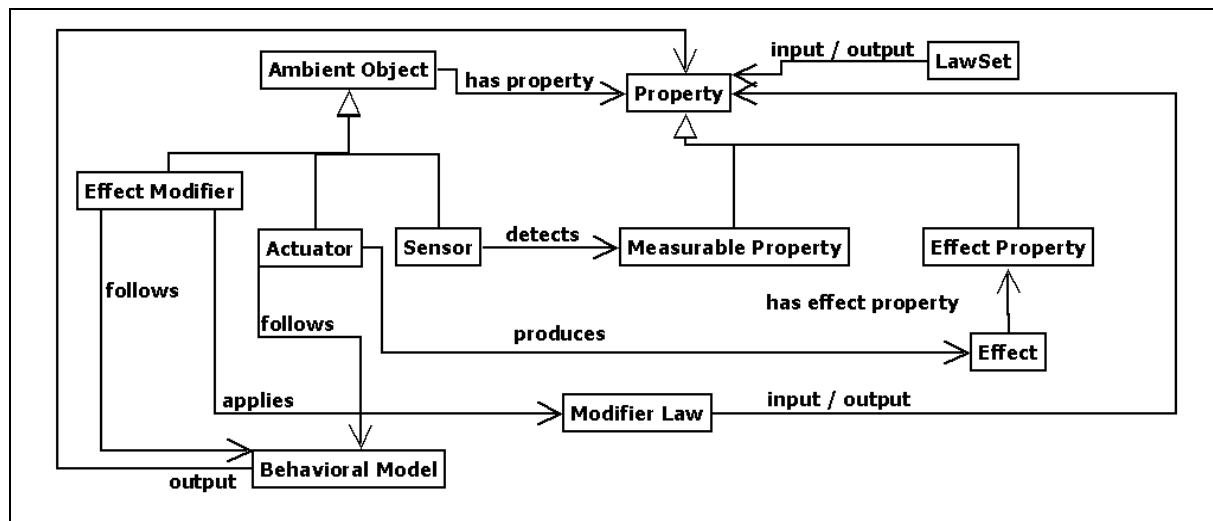 input / output
LawSet
Ambient Object
has property
Property
Effect Modifier
Actuator
Sensor
detects
Measurable Property
Effect Property
follows
has effect property
follows
produces
Effect
applies
Modifier Law
input / output
Behavioral Model
output